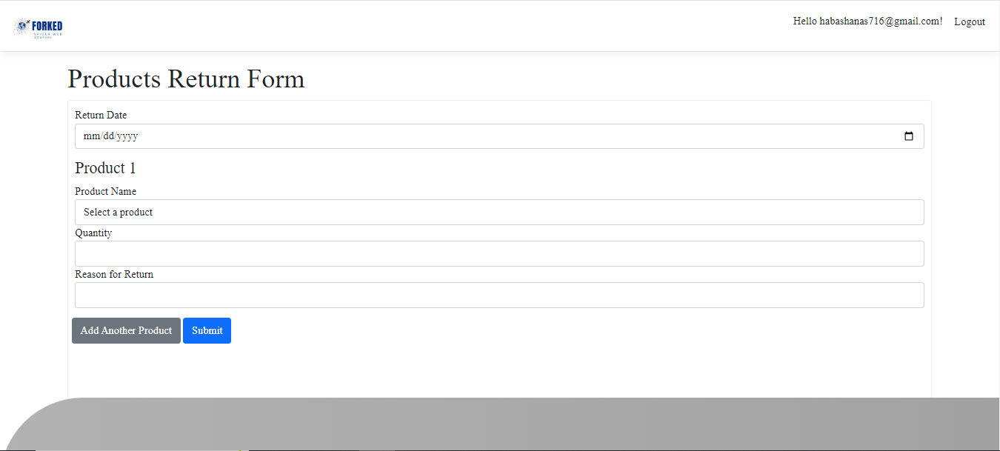 FORKED
SPIDER WEB
COMPANY
Hello habashanas716@gmail.com! Logout
Products Return Form
Return Date
mm/dd/yyyy
Product 1
Product Name
Select a product
Quantity
Reason for Return
Add Another Product Submit